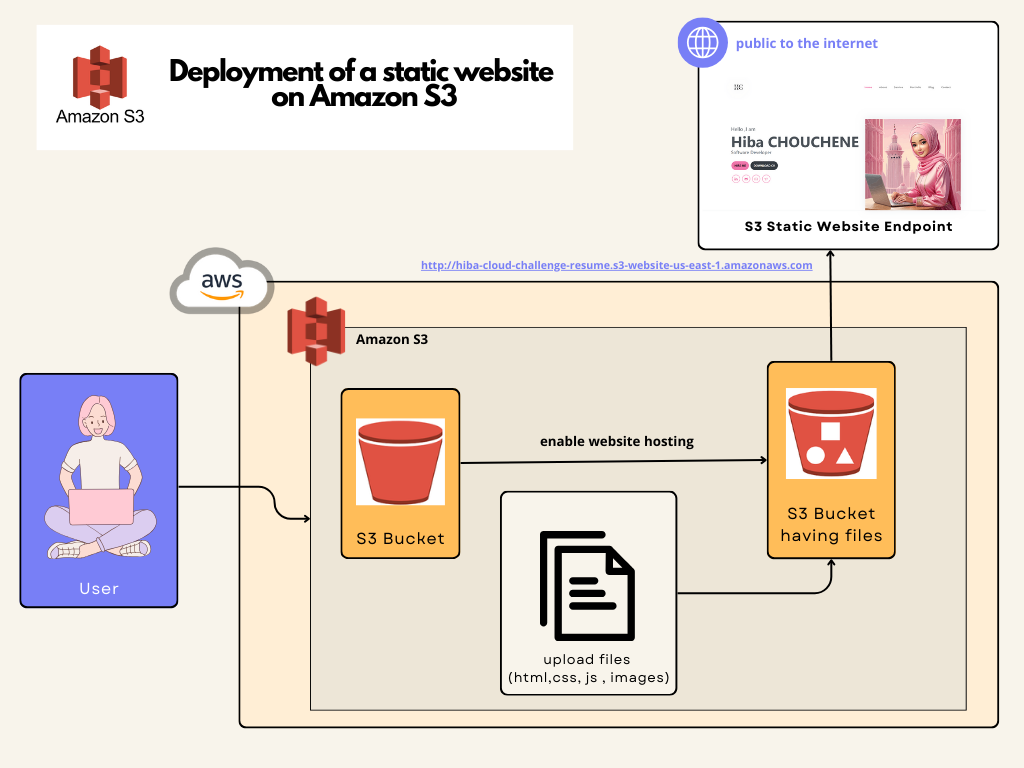 Deployment of a static website
on Amazon S3
Amazon S3
public to the internet
Hello, I am
Hiba CHOUCHENE
Software Developer
S3 Static Website Endpoint
http://hiba-cloud-challenge-resume.s3-website-us-east-1.amazonaws.com
aws
Amazon S3
enable website hosting
S3 Bucket
S3 Bucket
having files
User
upload files
(html,css, js , images)